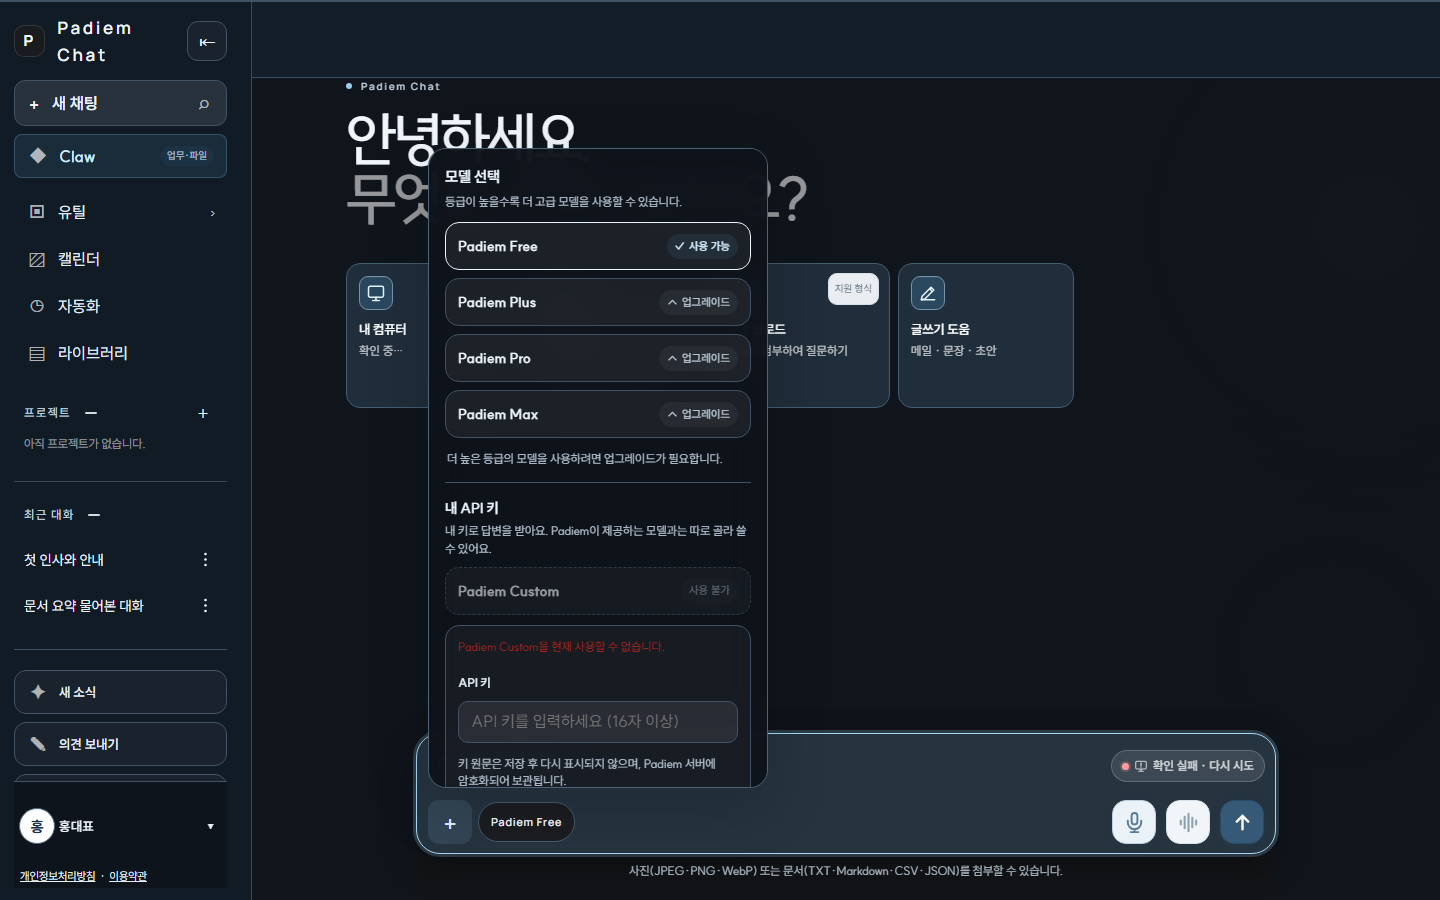 P
Padiem
Chat
+ 새 채팅
Claw
업무·파일
유틸
캘린더
자동화
라이브러리
프로젝트
아직 프로젝트가 없습니다.
최근 대화
첫 인사와 안내
문서 요약 물어본 대화
새 소식
의견 보내기
홍
홍대표
개인정보처리방침 · 이용약관
Padiem Chat
안녕하세요.
무엇
요?
모델 선택
등급이 높을수록 더 고급 모델을 사용할 수 있습니다.
Padiem Free
사용 가능
Padiem Plus
업그레이드
Padiem Pro
업그레이드
Padiem Max
업그레이드
더 높은 등급의 모델을 사용하려면 업그레이드가 필요합니다.
내 API 키
내 키로 답변을 받아요. Padiem이 제공하는 모델과는 따로 골라 쓸
수 있어요.
Padiem Custom
사용 불가
Padiem Custom을 현재 사용할 수 없습니다.
API 키
API 키를 입력하세요 (16자 이상)
키 원문은 저장 후 다시 표시되지 않으며, Padiem 서버에
암호화되어 보관됩니다.
내 컴퓨터
확인 중…
지원 형식
로드
첨부하여 질문하기
글쓰기 도움
메일 · 문장 · 초안
확인 실패 · 다시 시도
+
Padiem Free
사진(JPEG·PNG·WebP) 또는 문서(TXT·Markdown·CSV·JSON)를 첨부할 수 있습니다.